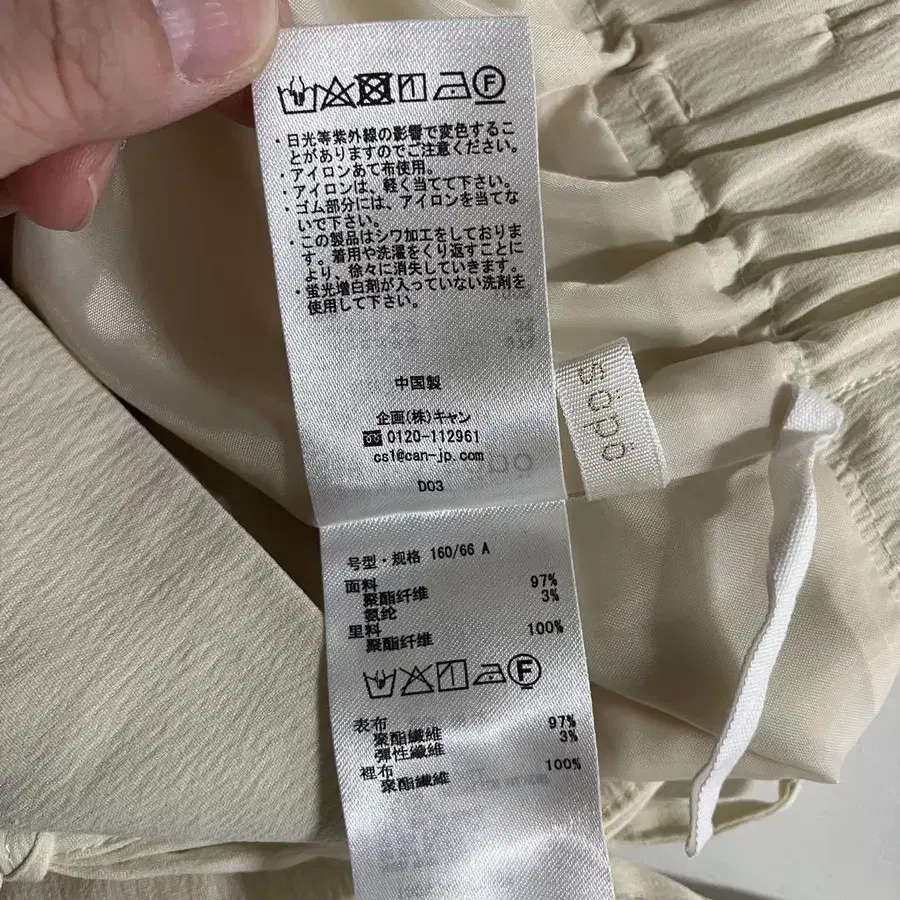 ・日光等紫外線の影響で変色するこ
とがありますのでご注意ください。
・アイロンあて布使用。
・アイロンは、軽く当てて下さい。
・ゴム部分には、アイロンを当てな
いで下さい。
・この製品はシワ加工をしておりま
す。着用や洗濯をくり返すことに
より、徐々に消失していきます。
・蛍光増白剤が入っていない洗剤を
使用して下さい。
中国製
企画(株)キャン
0120-112961
cs1@can-jp.com
D03
söpö
号型・规格 160/66 A
面料
聚酯纤维 97%
氨纶 3%
里料
聚酯纤维 100%
F
表布
聚酯纖維 97%
彈性纖維 3%
裡布
聚酯纖維 100%